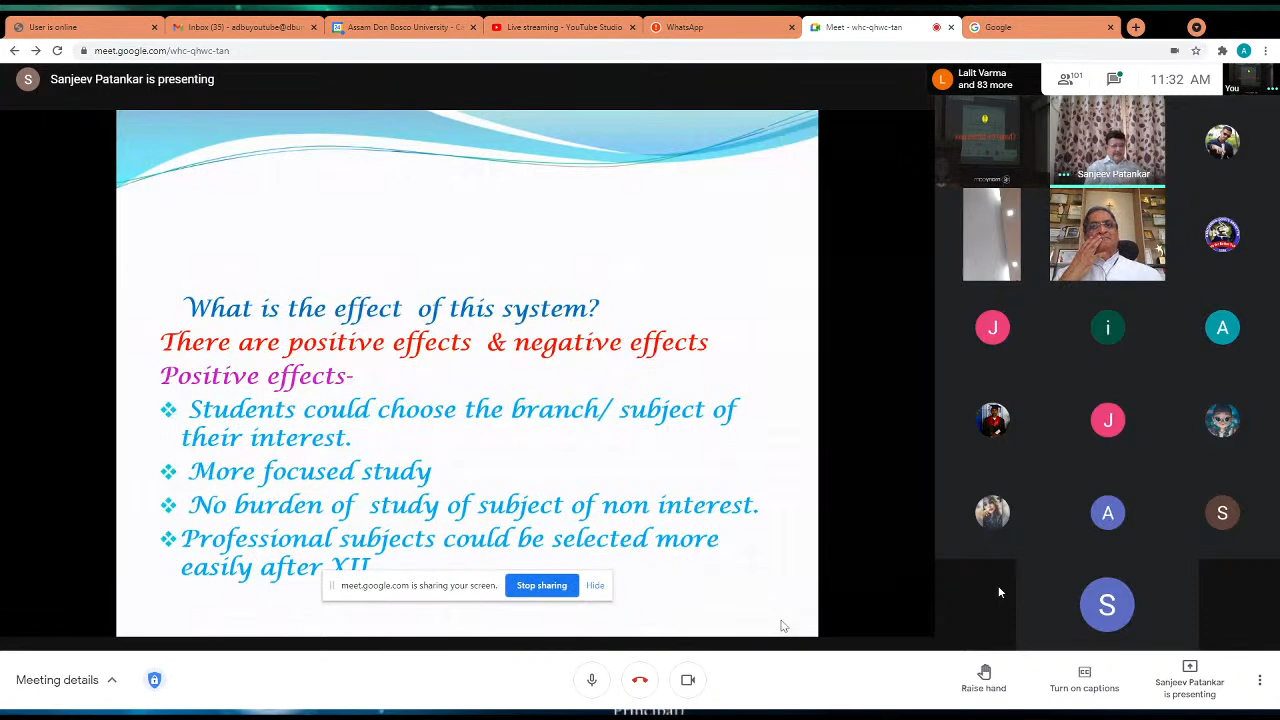 User is online
Inbox (35) - adbuyoutube@dbu
Assam Don Bosco University - Ca
Live streaming - YouTube Studio
WhatsApp
Meet - whc-qhwc-tan
Google
meet.google.com/whc-qhwc-tan
A
S Sanjeev Patankar is presenting
L Lalit Varma
and 83 more
101
11:32 AM
You
Sanjeev Patankar
What is the effect of this system?
There are positive effects & negative effects
Positive effects-
❖ Students could choose the branch/ subject of
their interest.
❖ More focused study
❖ No burden of study of subject of non interest.
❖ Professional subjects could be selected more
easily after XII
J
i
A
J
A
S
S
meet.google.com is sharing your screen.
Stop sharing
Hide
Meeting details
Raise hand
Turn on captions
Sanjeev Patankar
is presenting